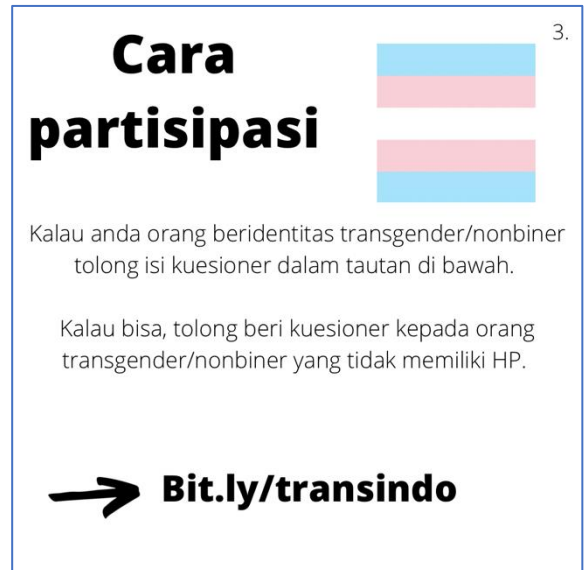 3.
Cara
partisipasi
Kalau anda orang beridentitas transgender/nonbiner
tolong isi kuesioner dalam tautan di bawah.
Kalau bisa, tolong beri kuesioner kepada orang
transgender/nonbiner yang tidak memiliki HP.
Bit.ly/transindo